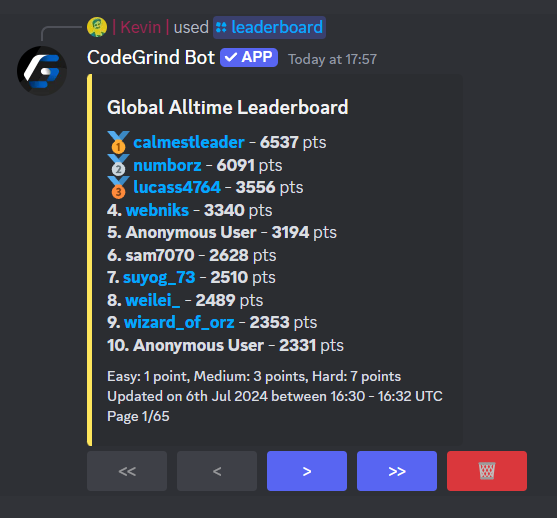 | Kevin | used leaderboard
CodeGrind Bot ✓ APP Today at 17:57
Global Alltime Leaderboard
🥇 calmestleader - 6537 pts
🥈 numborz - 6091 pts
🥉 lucass4764 - 3556 pts
4. webniks - 3340 pts
5. Anonymous User - 3194 pts
6. sam7070 - 2628 pts
7. suyog_73 - 2510 pts
8. weilei_ - 2489 pts
9. wizard_of_orz - 2353 pts
10. Anonymous User - 2331 pts
Easy: 1 point, Medium: 3 points, Hard: 7 points
Updated on 6th Jul 2024 between 16:30 - 16:32 UTC
Page 1/65
<< < > >>